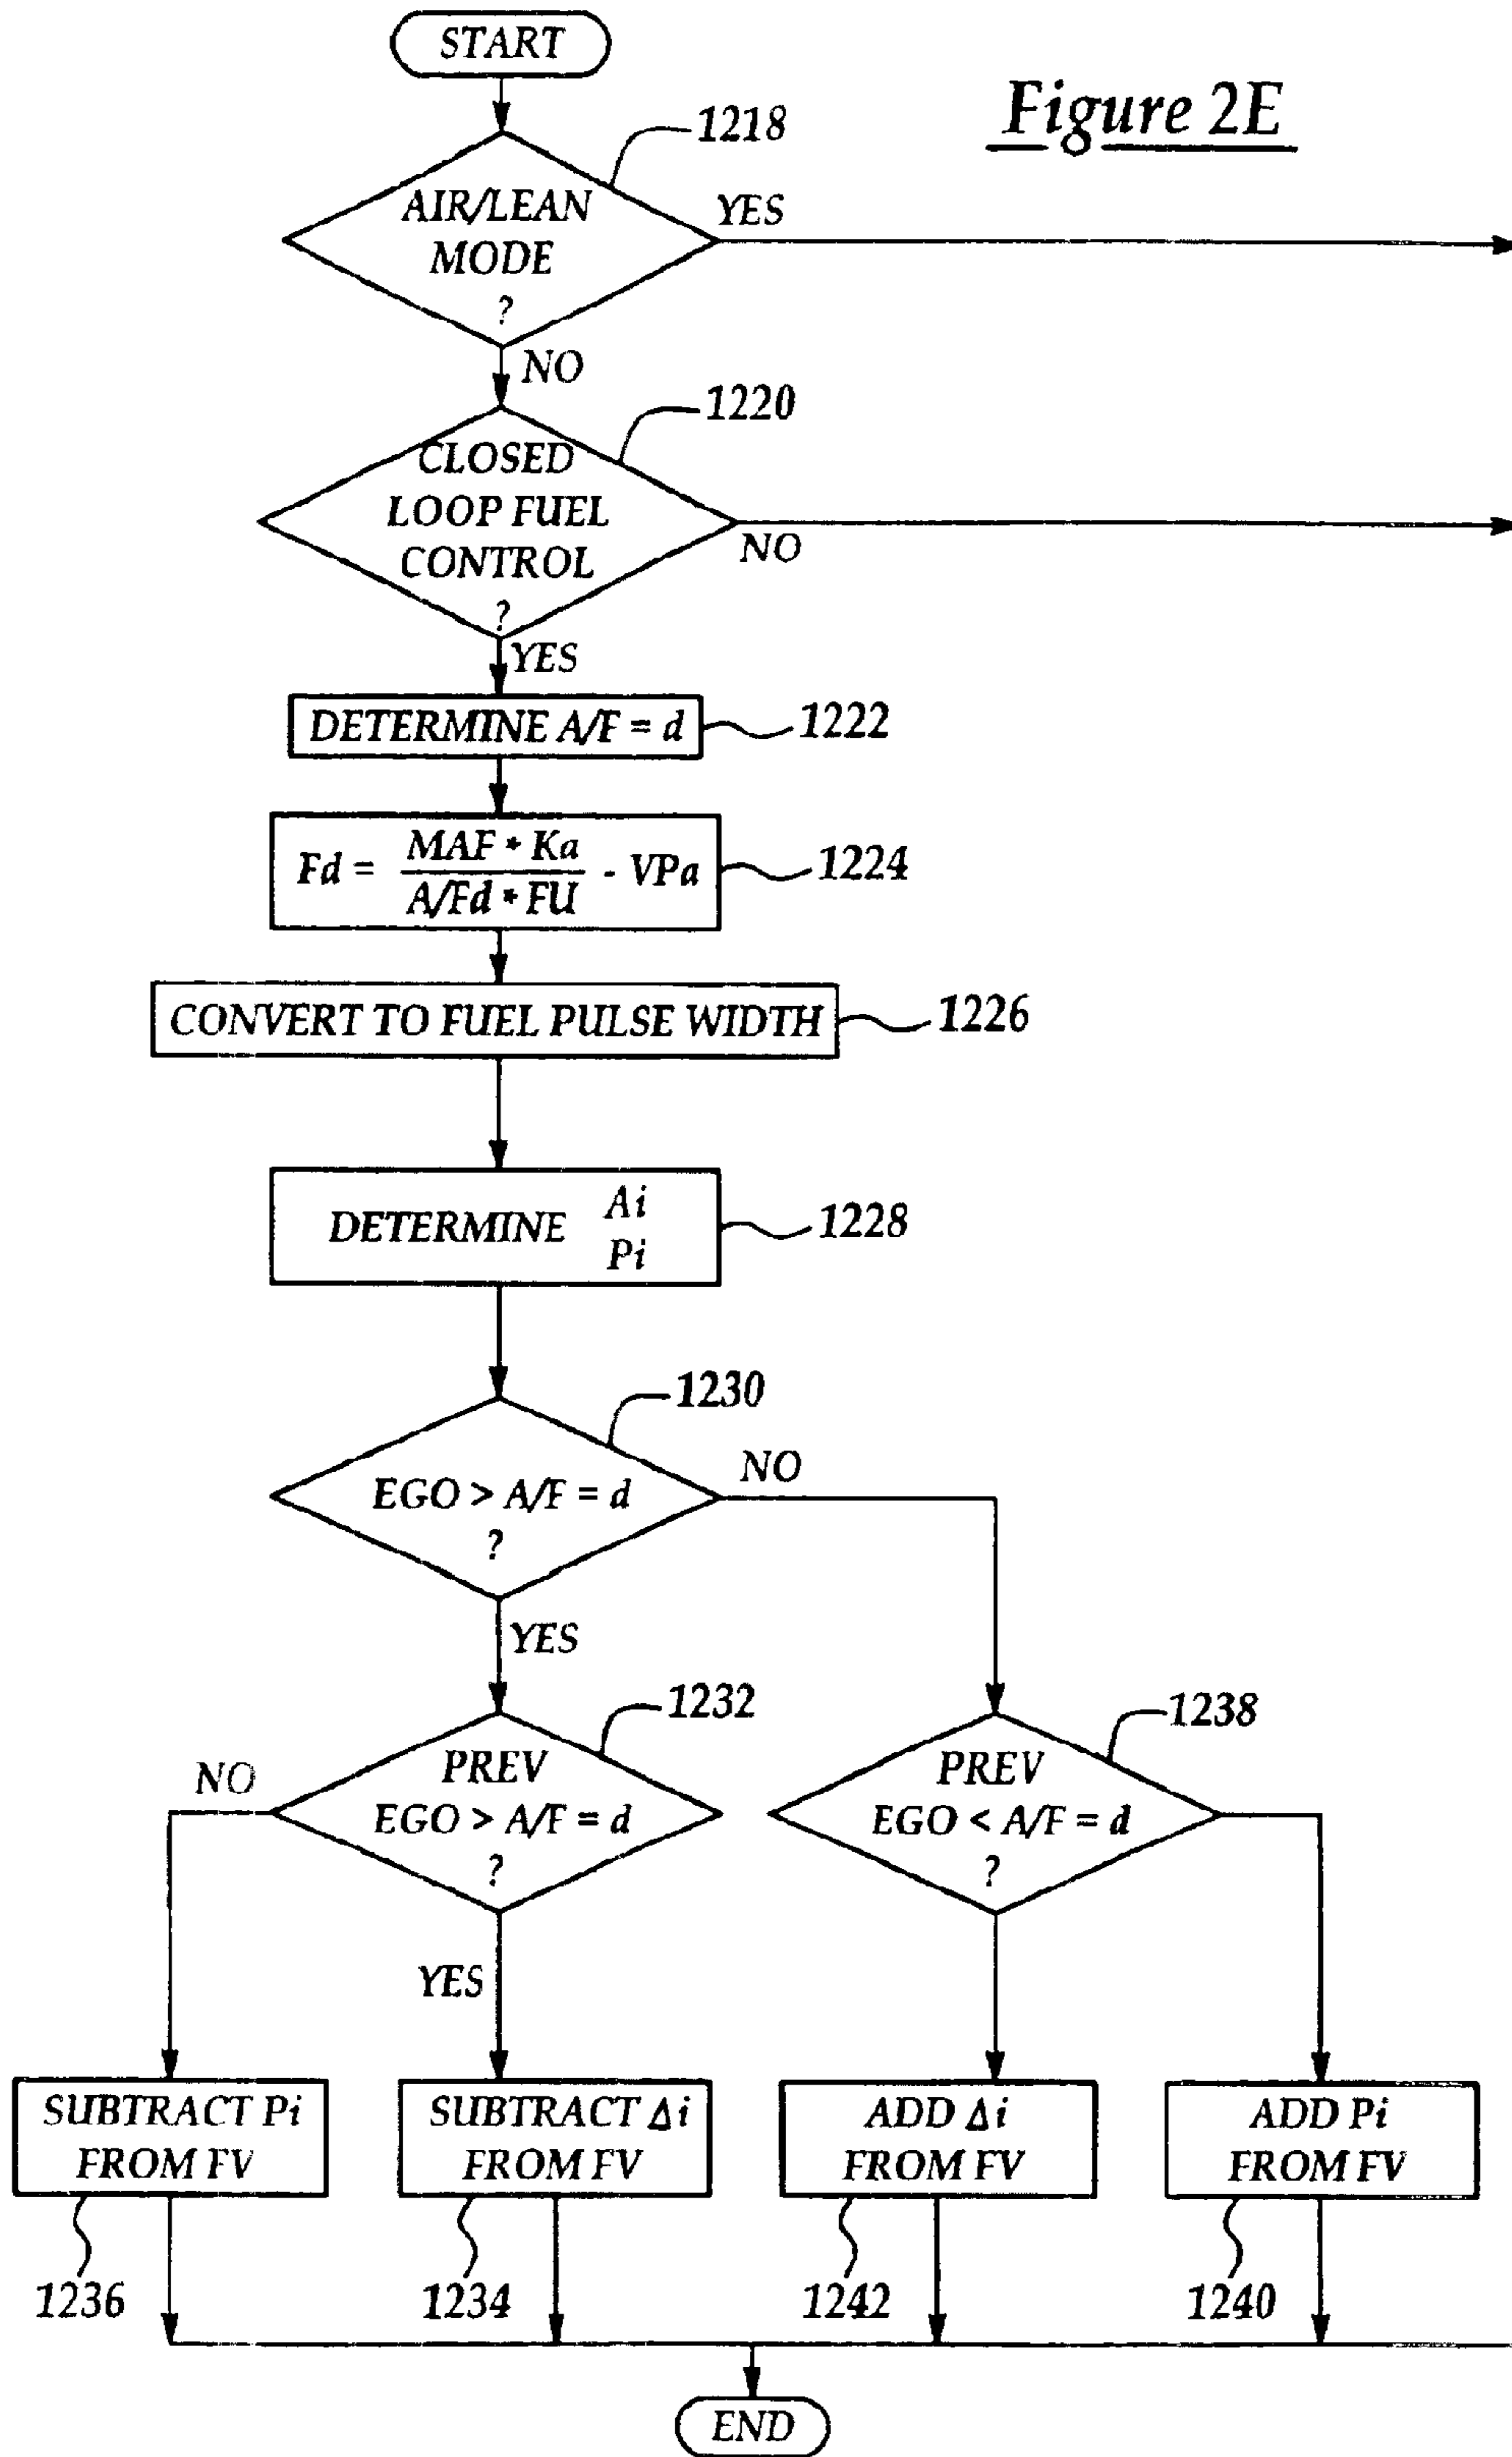 START
Figure 2E
1218
AIR/LEAN
MODE
?
YES
NO
1220
CLOSED
LOOP FUEL
CONTROL
?
NO
YES
DETERMINE A/F = d
1222
Fd = MAF * Ka / A/Fd * FU - VPa
1224
CONVERT TO FUEL PULSE WIDTH
1226
DETERMINE Ai
Pi
1228
1230
EGO > A/F = d
?
NO
YES
1232
PREV
EGO > A/F = d
?
NO
YES
1238
PREV
EGO < A/F = d
?
SUBTRACT Pi
FROM FV
SUBTRACT Δi
FROM FV
ADD Δi
FROM FV
ADD Pi
FROM FV
1236
1234
1242
1240
END